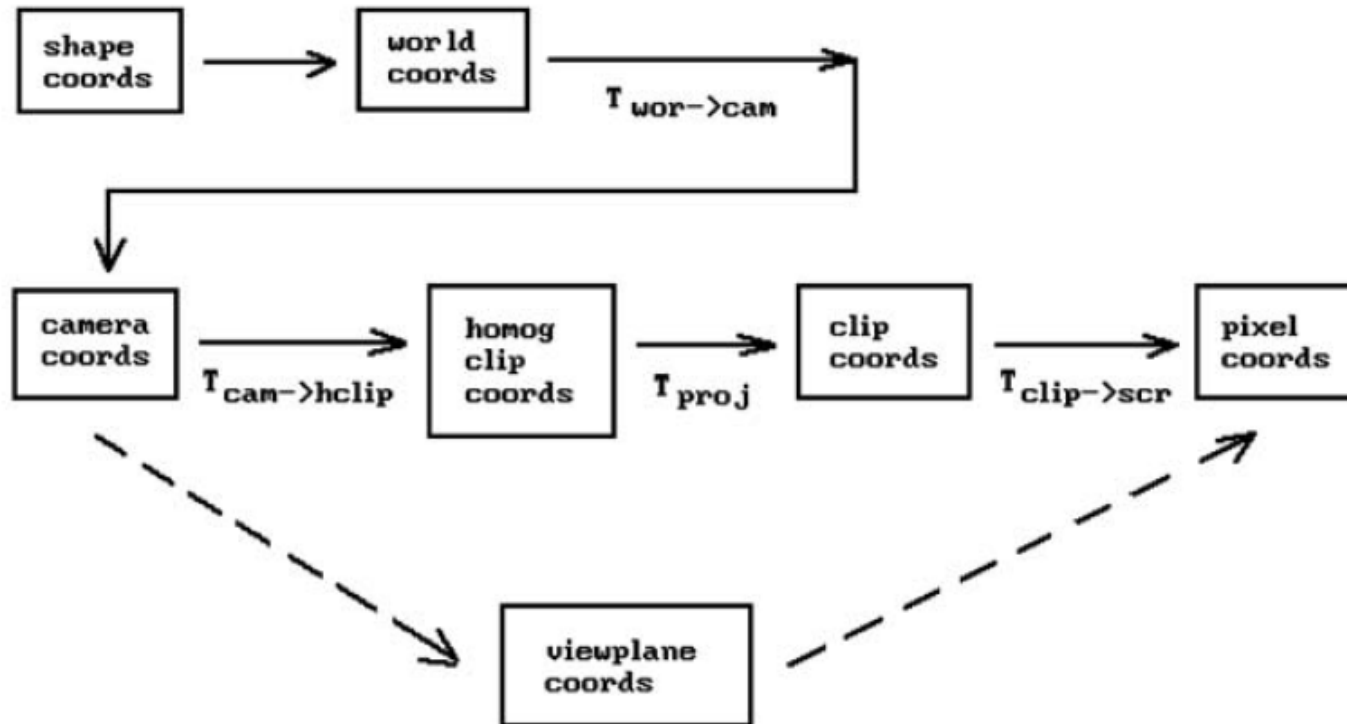 shape
coords
world
coords
T wor->cam
camera
coords
T cam->hclip
homog
clip
coords
T proj
clip
coords
T clip->scr
pixel
coords
viewplane
coords